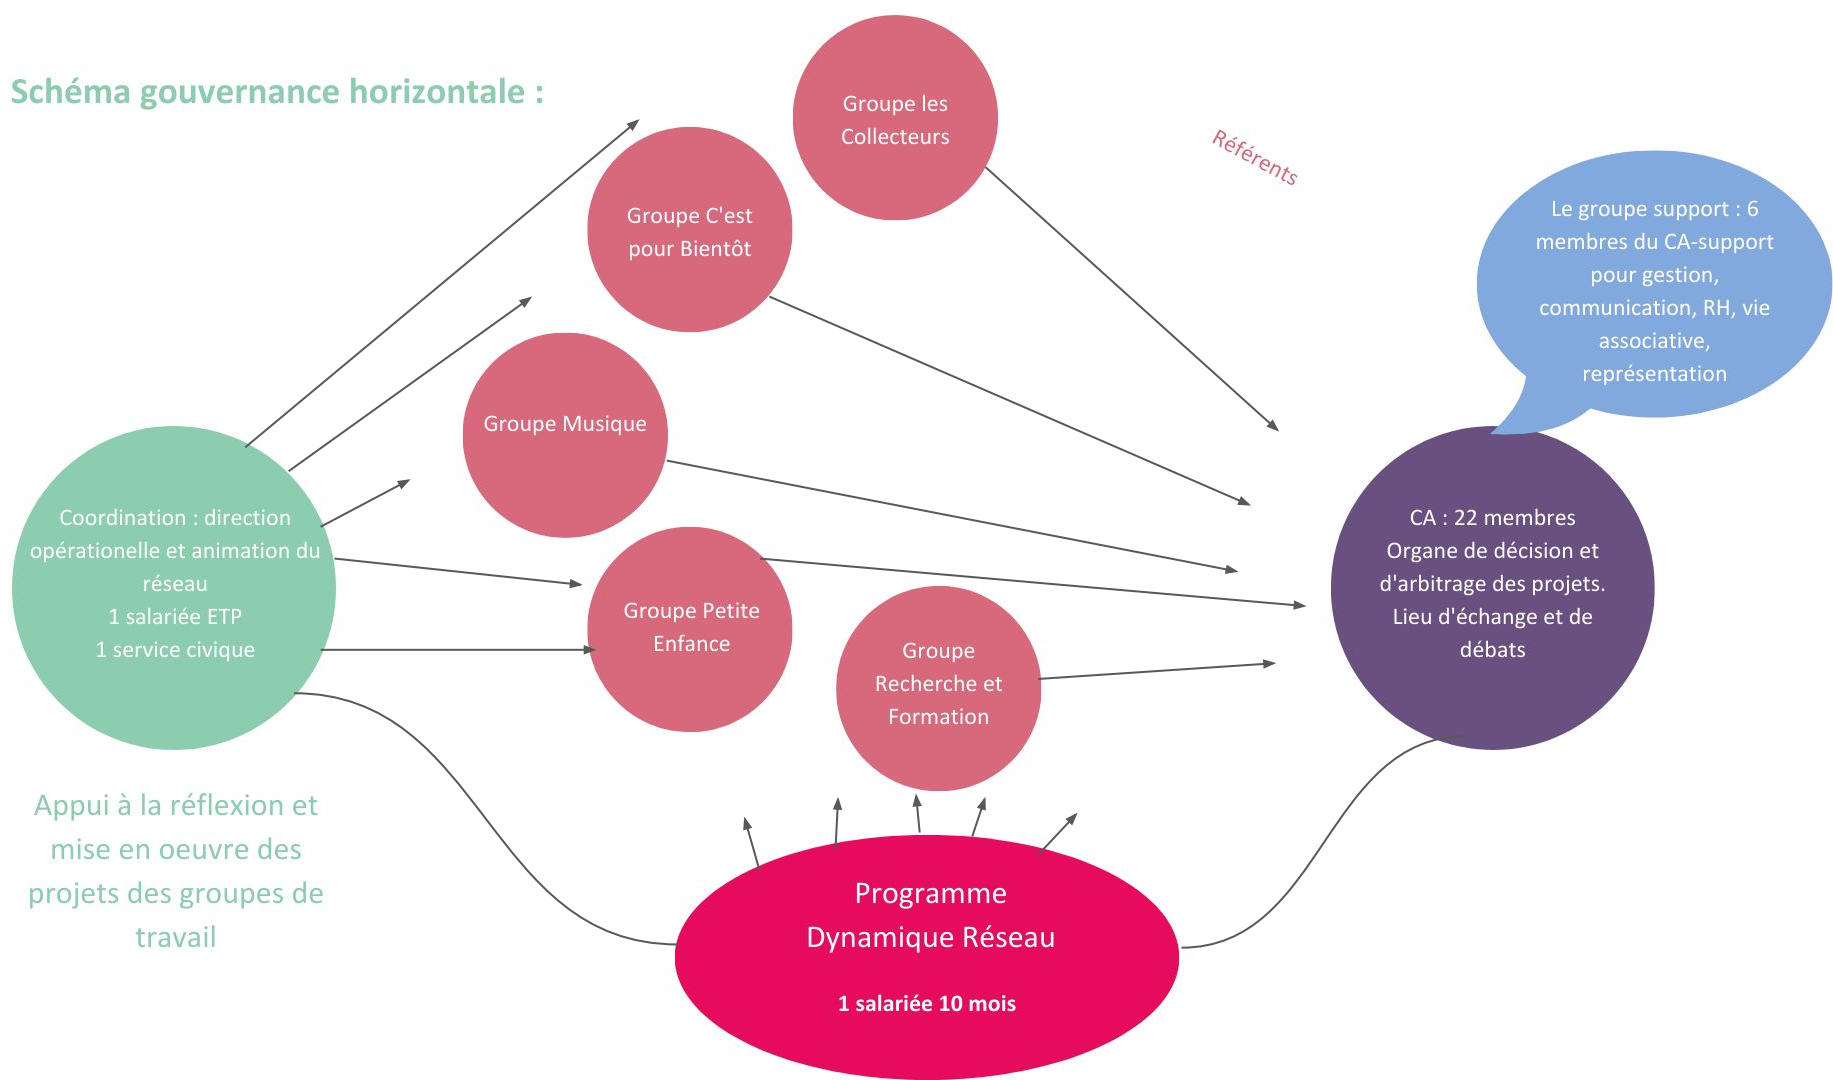 Schéma gouvernance horizontale :
Groupe les
Collecteurs
Référents
Groupe C'est
pour Bientôt
Le groupe support : 6
membres du CA-support
pour gestion,
communication, RH, vie
associative,
représentation
Groupe Musique
Coordination : direction
opérationelle et animation du
réseau
1 salariée ETP
1 service civique
Groupe Petite
Enfance
Groupe
Recherche et
Formation
CA : 22 membres
Organe de décision et
d'arbitrage des projets.
Lieu d'échange et de
débats
Appui à la réflexion et
mise en oeuvre des
projets des groupes de
travail
Programme
Dynamique Réseau
1 salariée 10 mois